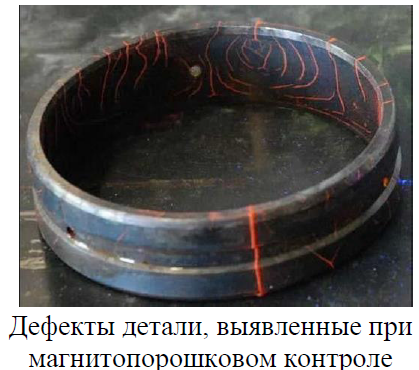 Дефекты детали, выявленные при
магнитопорошковом контроле